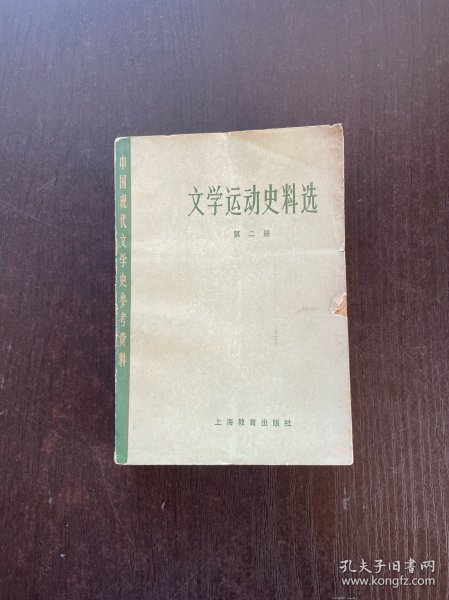 中国现代文学史参考资料
文学运动史料选
第二册
上海教育出版社
孔夫子旧书网
www.kongfz.com